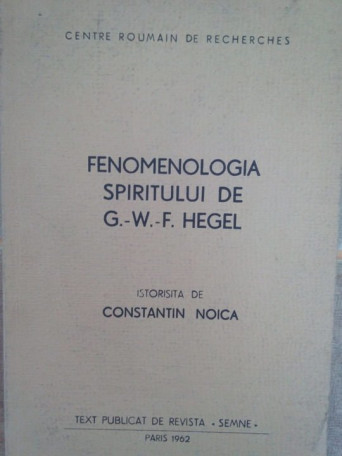 CENTRE ROUMAIN DE RECHERCHES
FENOMENOLOGIA
SPIRITULUI DE
G.-W.-F. HEGEL
ISTORISITA DE
CONSTANTIN NOICA
TEXT PUBLICAT DE REVISTA « SEMNE »
PARIS 1962